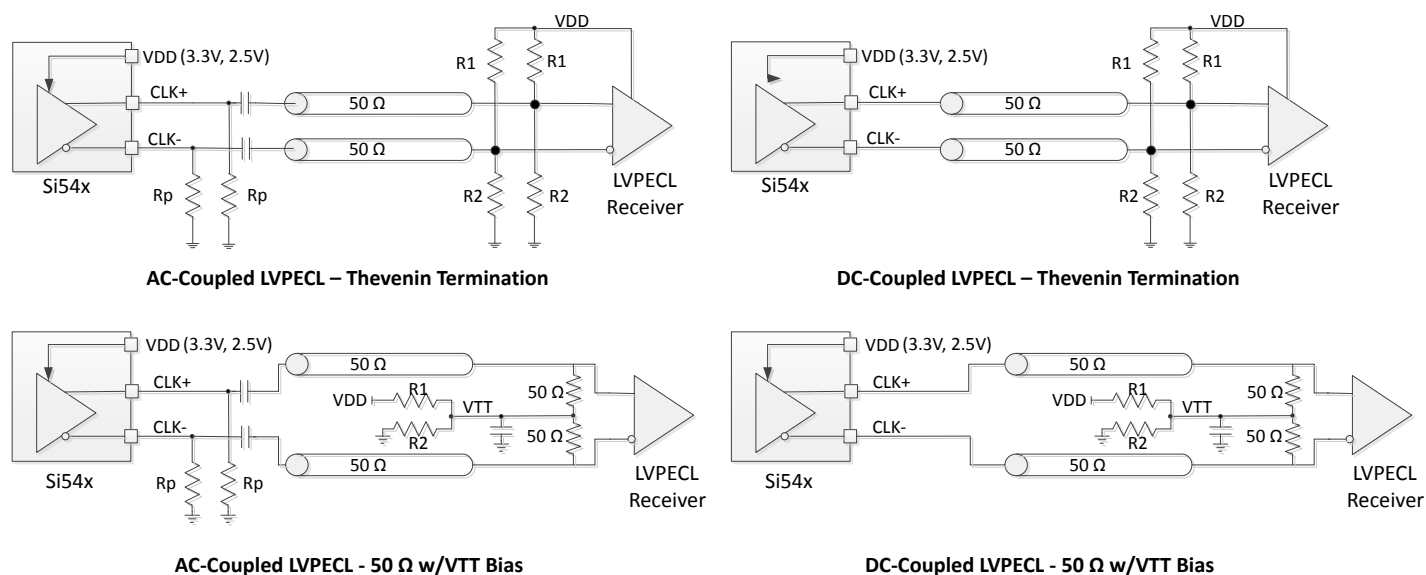 VDD
VDD (3.3V, 2.5V)
R1
R1
CLK+
50 Ω
CLK-
50 Ω
Si54x
Rp
Rp
R2
R2
LVPECL
Receiver
AC-Coupled LVPECL – Thevenin Termination
VDD
VDD (3.3V, 2.5V)
R1
R1
CLK+
50 Ω
CLK-
50 Ω
Si54x
R2
R2
LVPECL
Receiver
DC-Coupled LVPECL – Thevenin Termination
VDD (3.3V, 2.5V)
50 Ω
CLK+
R1
50 Ω
VDD
VTT
CLK-
R2
50 Ω
50 Ω
Si54x
Rp
Rp
LVPECL
Receiver
AC-Coupled LVPECL - 50 Ω w/VTT Bias
VDD (3.3V, 2.5V)
50 Ω
CLK+
R1
50 Ω
VDD
VTT
CLK-
R2
50 Ω
50 Ω
Si54x
LVPECL
Receiver
DC-Coupled LVPECL - 50 Ω w/VTT Bias